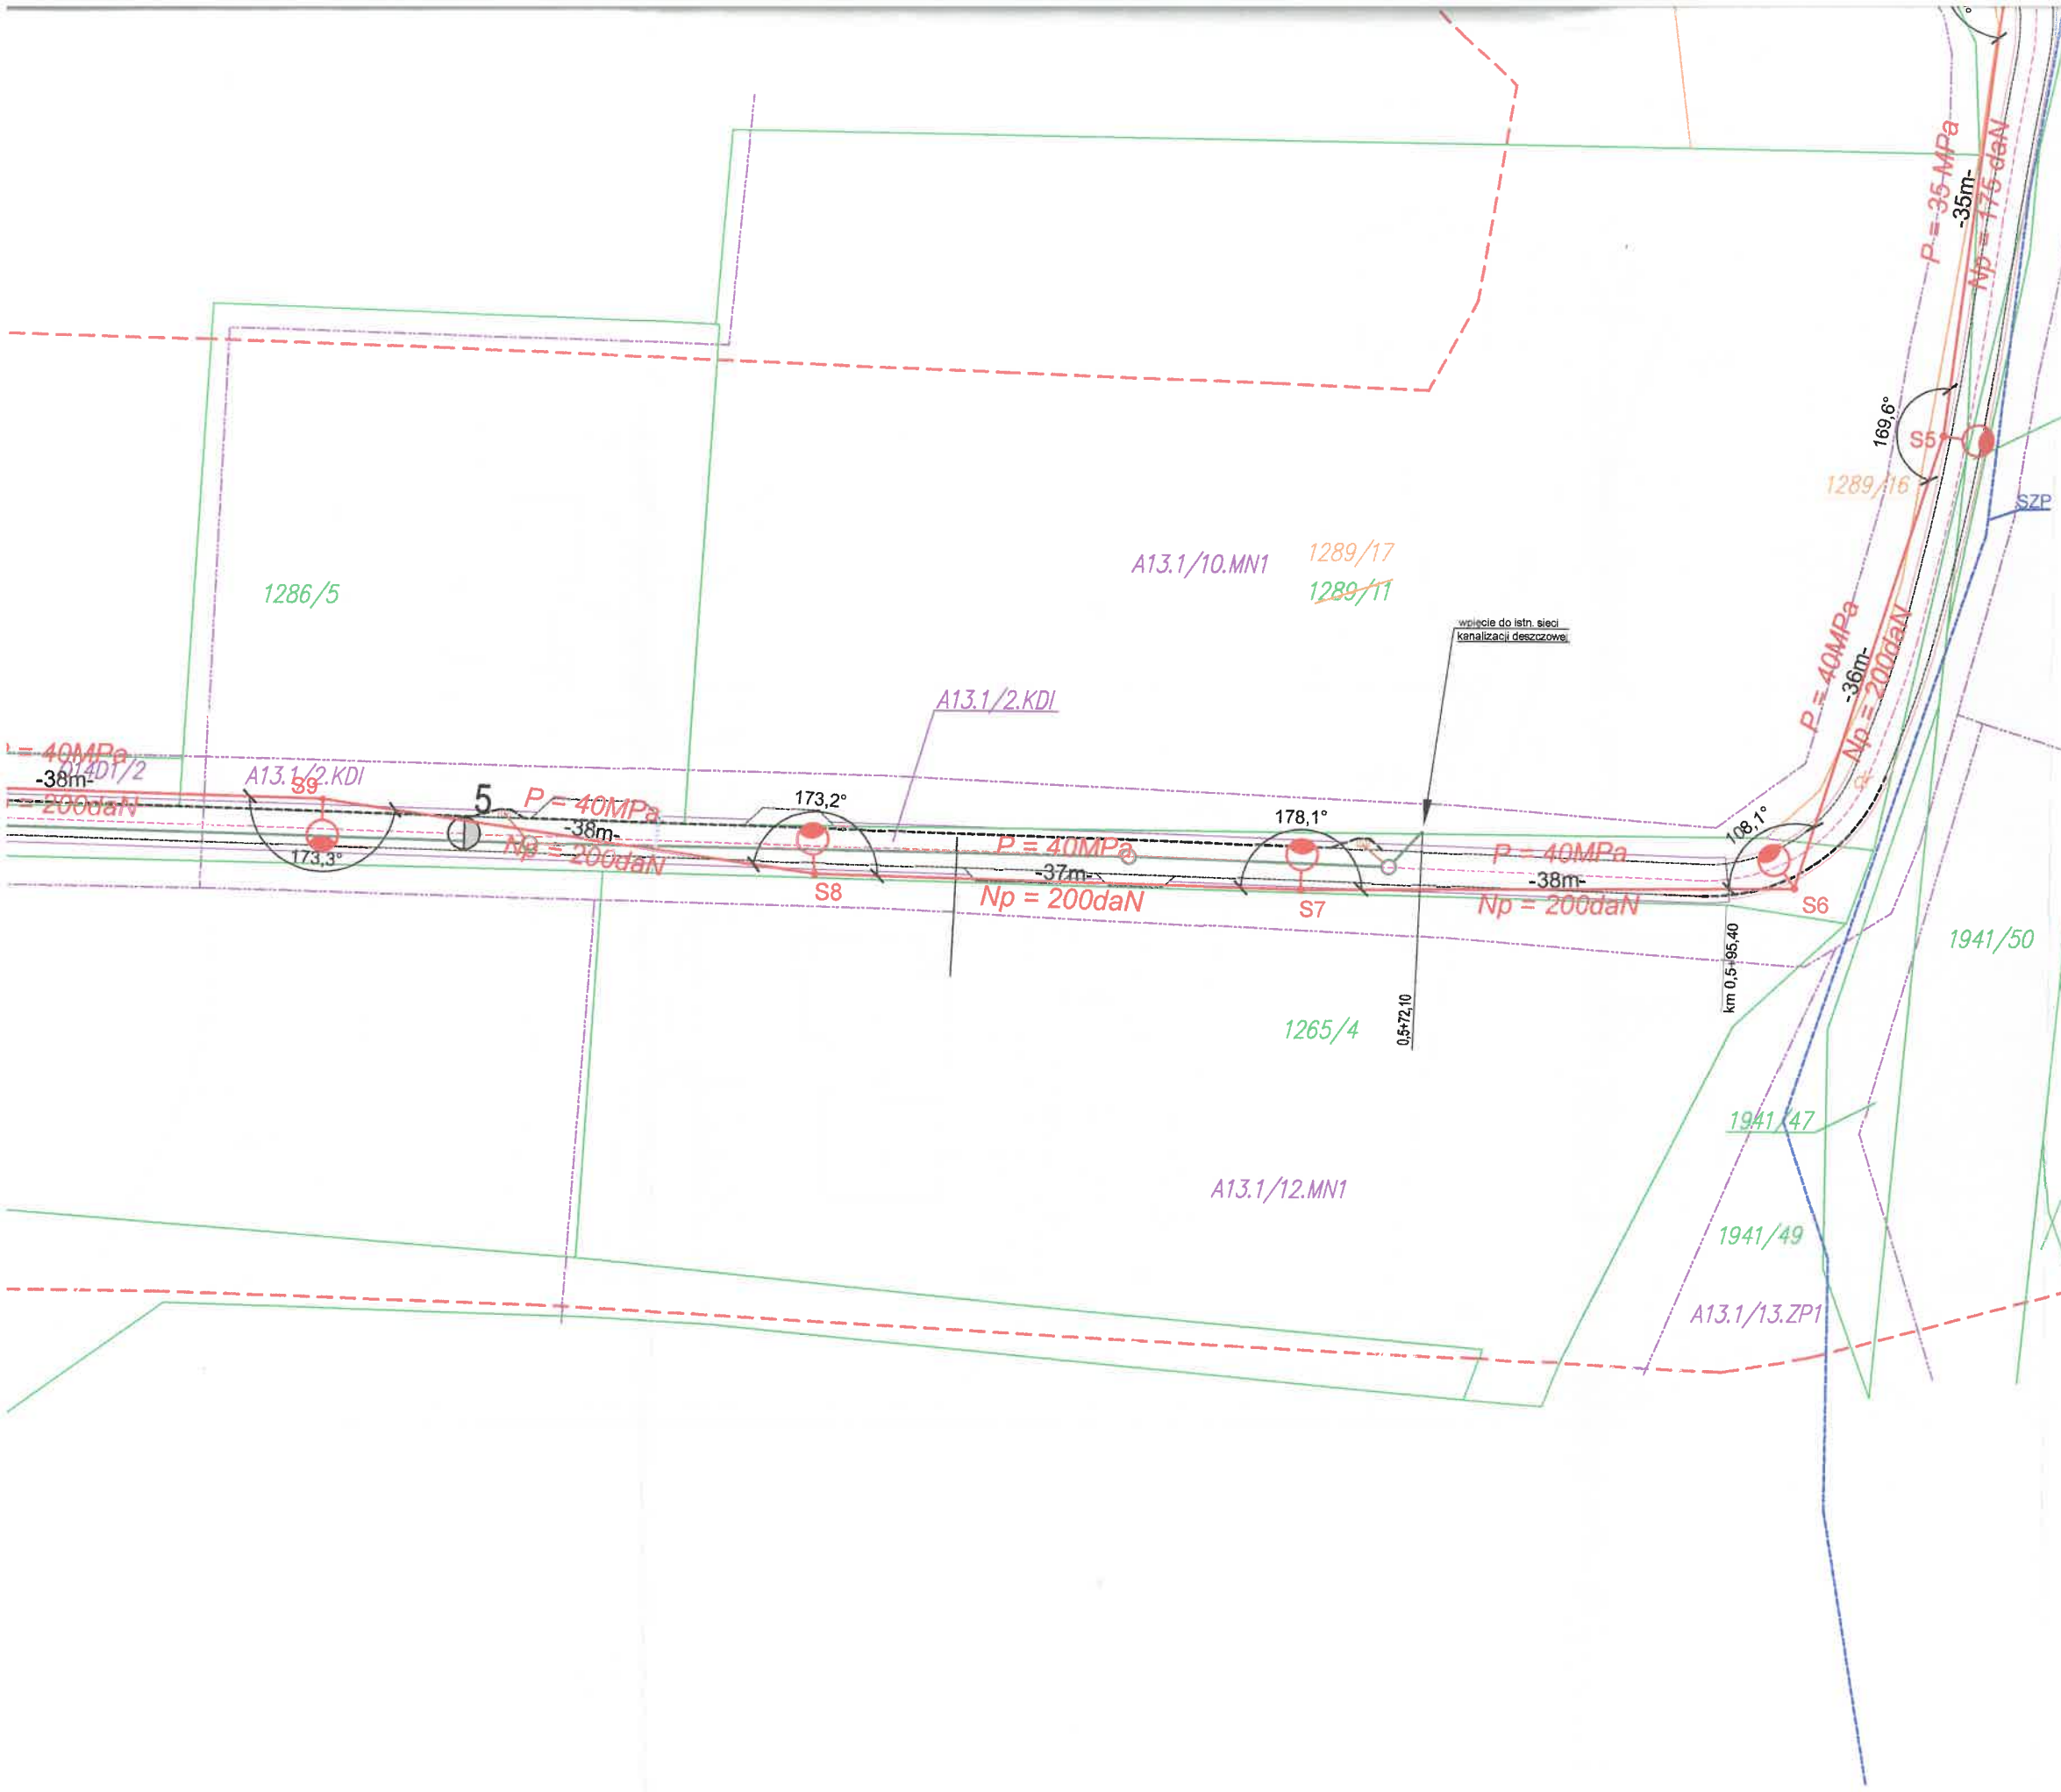 P = 35 MPa
-35m-
Np = 175 daN
169,6°
S5
1289/16
SZP
A13.1/10.MN1
1289/17
1289/11
1286/5
wpięcie do istn. sieci
kanalizacji deszczowej
P = 40MPa
-36m-
Np = 200daN
A13.1/2.KDI
= 40MPa
-38m-
= 200daN
A13.1/2.KDI
S9
173,3°
5
P = 40MPa
-38m-
Np = 200daN
173,2°
S8
P = 40MPa
-37m-
Np = 200daN
178,1°
S7
P = 40MPa
-38m-
Np = 200daN
108,1°
S6
0,5+72,10
km 0,5+95,40
1941/50
1265/4
1941/47
A13.1/12.MN1
1941/49
A13.1/13.ZP1